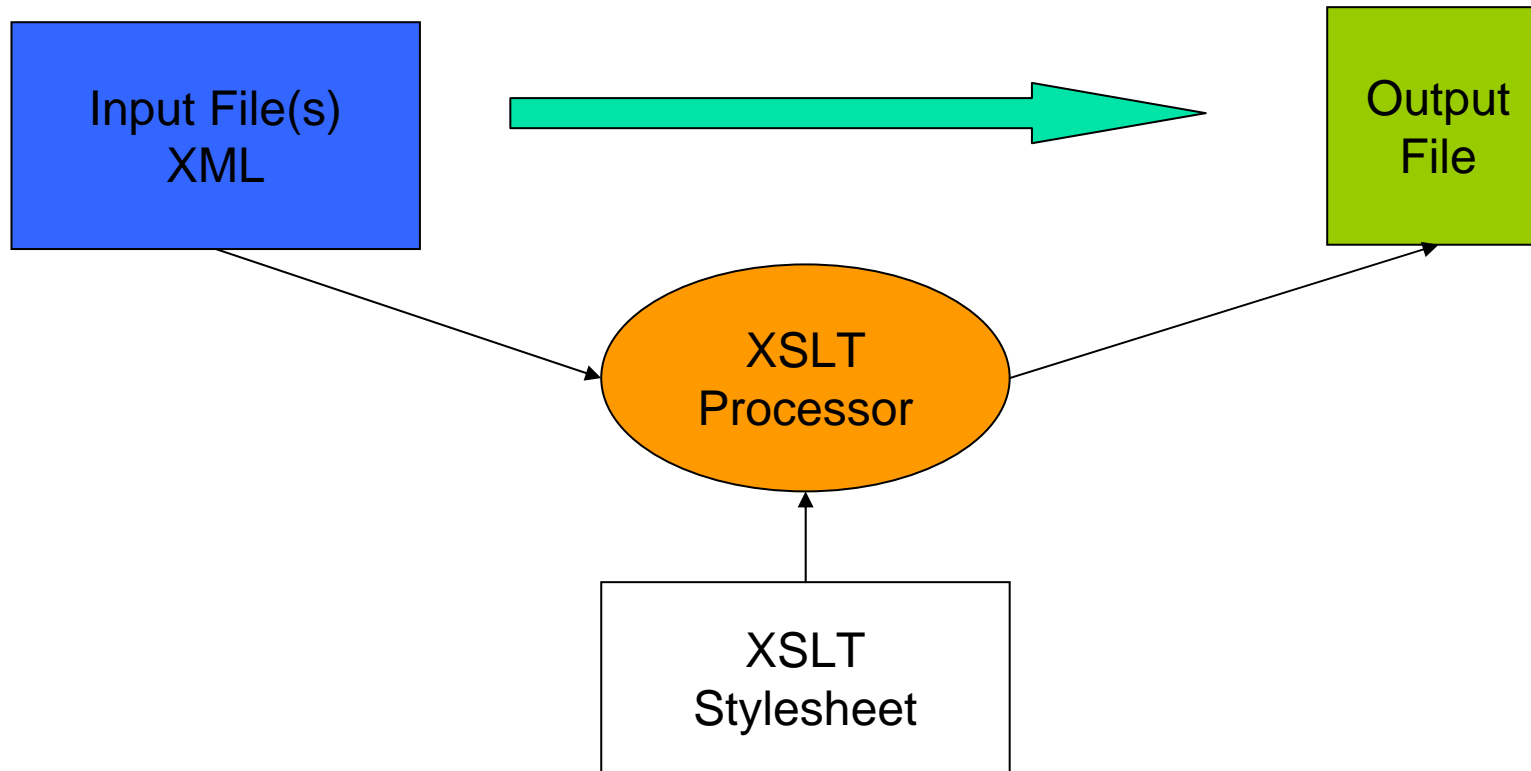 Input File(s)
XML
Output
File
XSLT
Processor
XSLT
Stylesheet